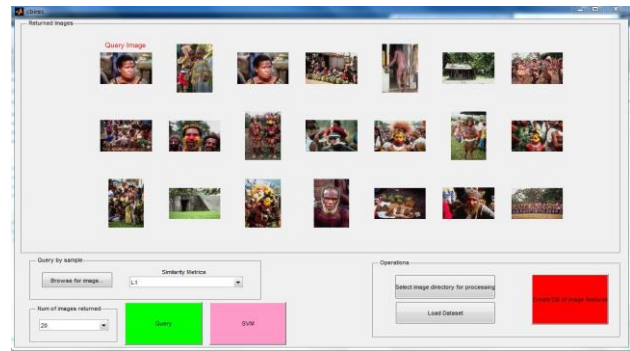 cbires
Returned Images
Query Image
Query by sample
Browse for image...
Similarity Metrics
L1
Num of images returned
20
Query
SVM
Operations
Select image directory for processing
Load Dataset
Create DB of image features